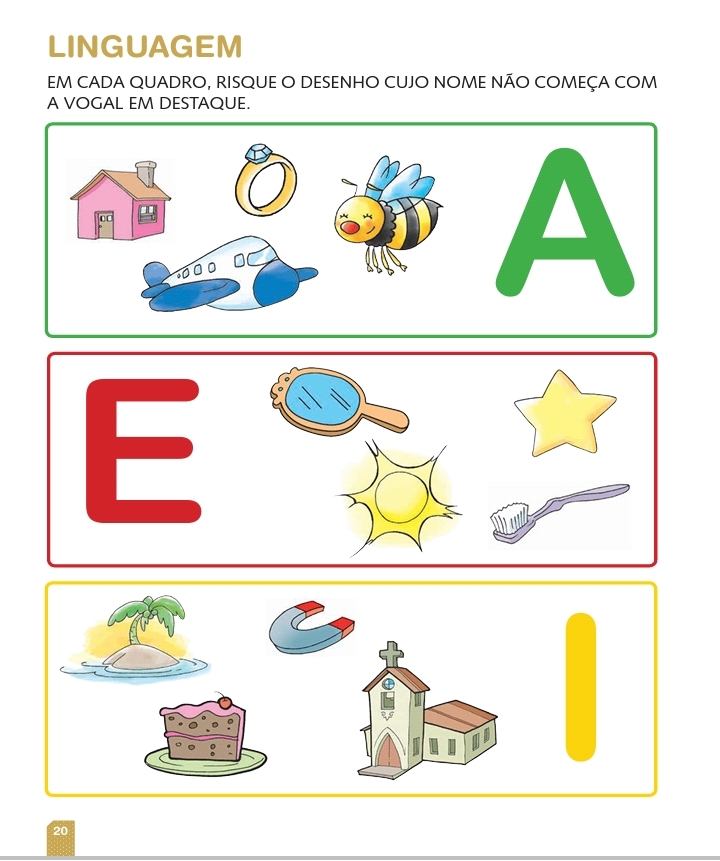 LINGUAGEM
EM CADA QUADRO, RISQUE O DESENHO CUJO NOME NÃO COMEÇA COM
A VOGAL EM DESTAQUE.
A
E
I
20